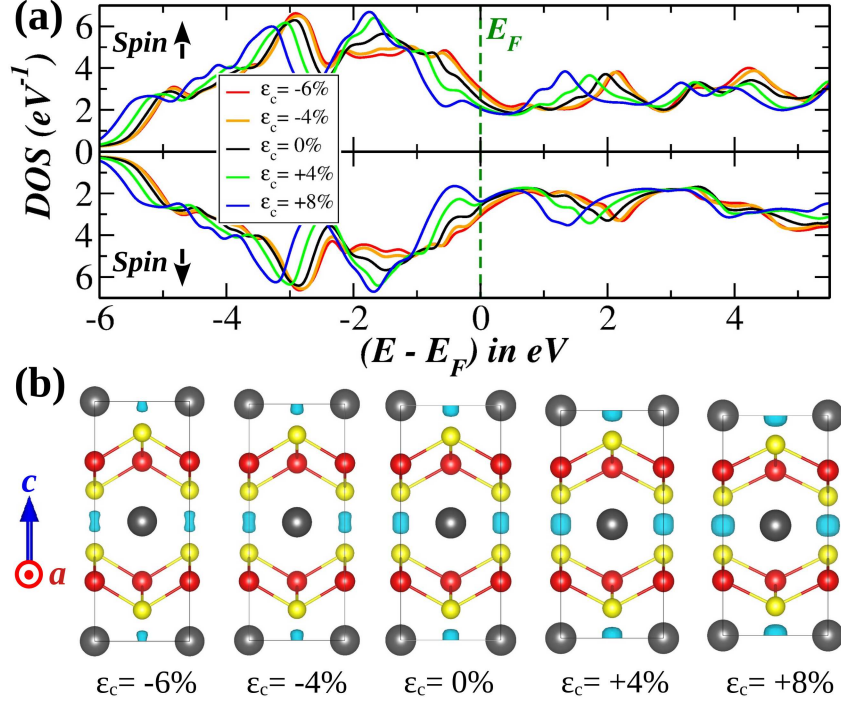 (a)
DOS (eV⁻¹)
6
4
2
0
2
4
6
Spin
E_F
ε_c = -6%
ε_c = -4%
ε_c = 0%
ε_c = +4%
ε_c = +8%
Spin
-6 -4 -2 0 2 4
(E - E_F) in eV
(b)
c
a
ε_c= -6% ε_c= -4% ε_c= 0% ε_c= +4% ε_c= +8%